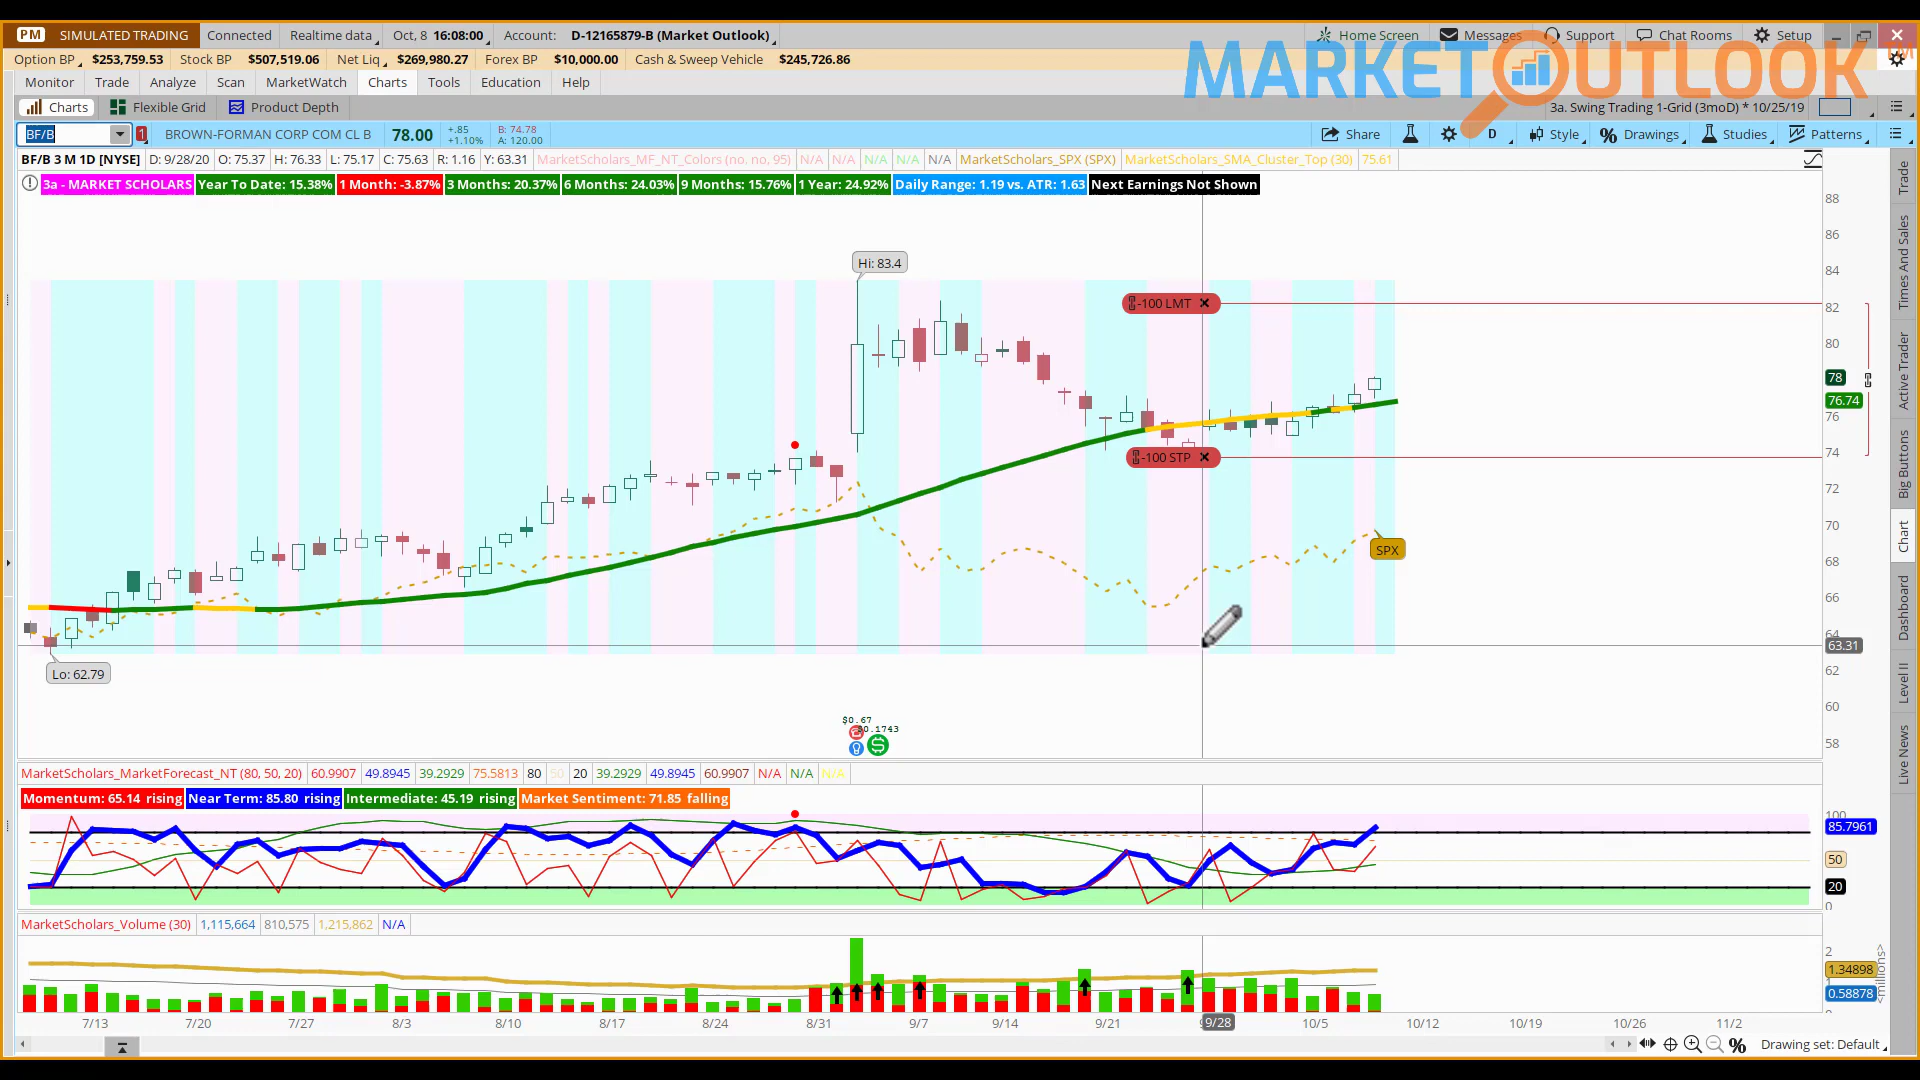 PM SIMULATED TRADING Connected Realtime data Oct, 8 16:08:00 Account: D-12165879-B (Market Outlook) Home Screen Messages Support Chat Rooms Setup
Option BP $253,759.53 Stock BP $507,519.06 Net Liq $269,980.27 Forex BP $10,000.00 Cash & Sweep Vehicle $245,726.86
MARKETOUTLOOK™
Monitor Trade Analyze Scan MarketWatch Charts Tools Education Help
Charts Flexible Grid Product Depth 3a. Swing Trading 1-Grid (3moD) * 10/25/19
BF/B 1 BROWN-FORMAN CORP COM CL B 78.00 +.85 +1.10% B: 74.78 A: 120.00 Share D Style Drawings Studies Patterns
BF/B 3 M 1D [NYSE] D: 9/28/20 O: 75.37 H: 76.33 L: 75.17 C: 75.63 R: 1.16 Y: 63.31 MarketScholars_MF_NT_Colors (no, no, 95) N/A N/A N/A N/A N/A MarketScholars_SPX (SPX) MarketScholars_SMA_Cluster_Top (30) 75.61
3a - MARKET SCHOLARS Year To Date: 15.38% 1 Month: -3.87% 3 Months: 20.37% 6 Months: 24.03% 9 Months: 15.76% 1 Year: 24.92% Daily Range: 1.19 vs. ATR: 1.63 Next Earnings Not Shown
88
86
Hi: 83.4
84
-100 LMT
82
80
78
76.74
76
-100 STP
74
72
70
SPX
68
66
64
63.31
Lo: 62.79
62
60
$0.67
$0.1743
58
MarketScholars_MarketForecast_NT (80, 50, 20) 60.9907 49.8945 39.2929 75.5813 80 50 20 39.2929 49.8945 60.9907 N/A N/A N/A
Momentum: 65.14 rising Near Term: 85.80 rising Intermediate: 45.19 rising Market Sentiment: 71.85 falling
100
85.7961
50
20
0
MarketScholars_Volume (30) 1,115,664 810,575 1,215,862 N/A
2
1.34898
0.58878
<millions>
7/13 7/20 7/27 8/3 8/10 8/17 8/24 8/31 9/7 9/14 9/21 9/28 10/5 10/12 10/19 10/26 11/2
Drawing set: Default
Trade
Times And Sales
Active Trader
Big Buttons
Chart
Dashboard
Level II
Live News